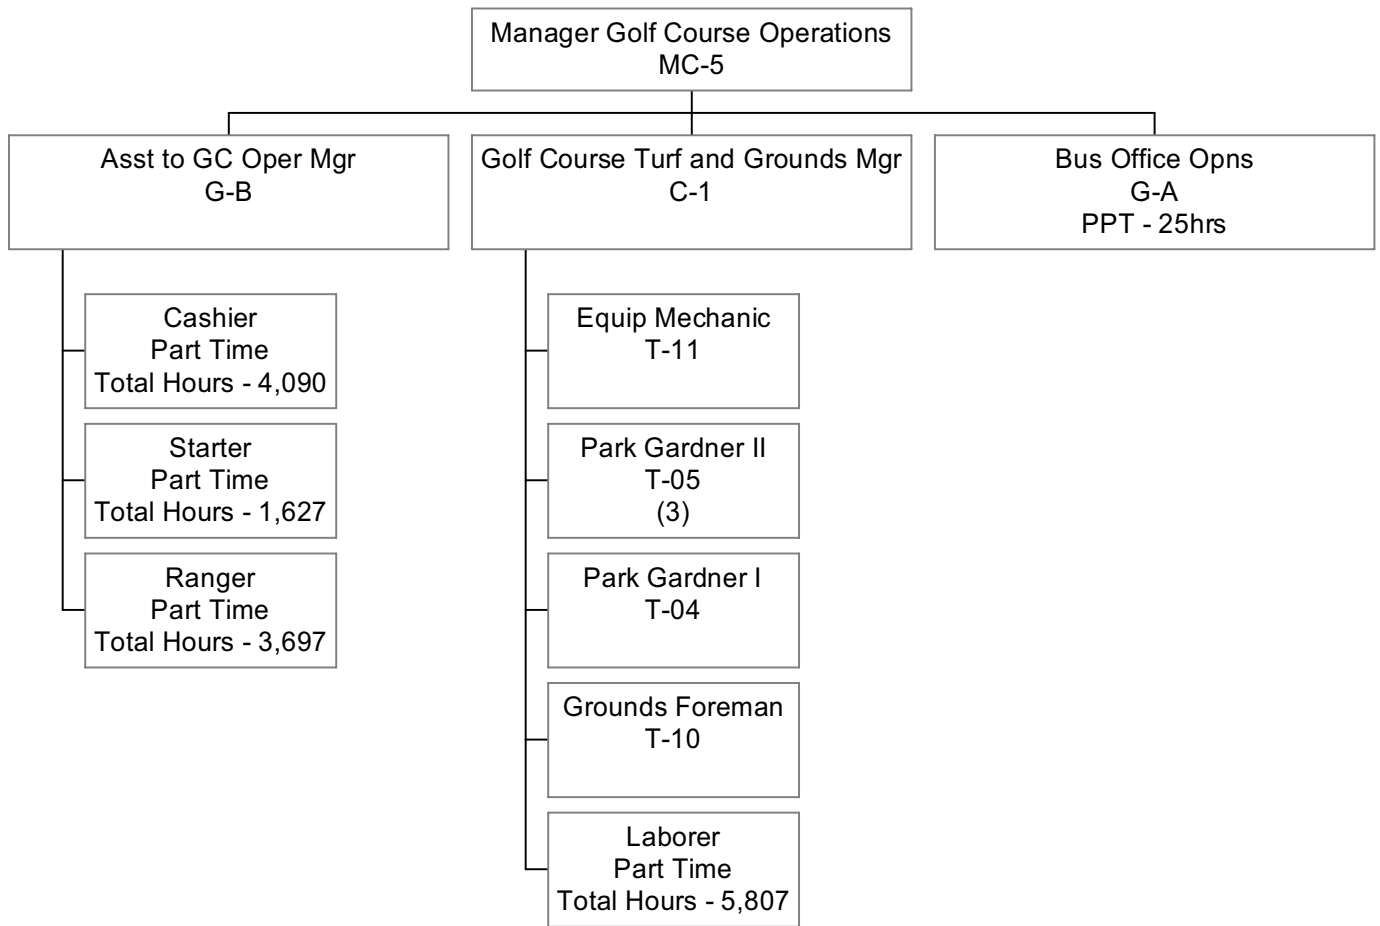 Manager Golf Course Operations
MC-5
Asst to GC Oper Mgr
G-B
Golf Course Turf and Grounds Mgr
C-1
Bus Office Opns
G-A
PPT - 25hrs
Cashier
Part Time
Total Hours - 4,090
Starter
Part Time
Total Hours - 1,627
Ranger
Part Time
Total Hours - 3,697
Equip Mechanic
T-11
Park Gardner II
T-05
(3)
Park Gardner I
T-04
Grounds Foreman
T-10
Laborer
Part Time
Total Hours - 5,807